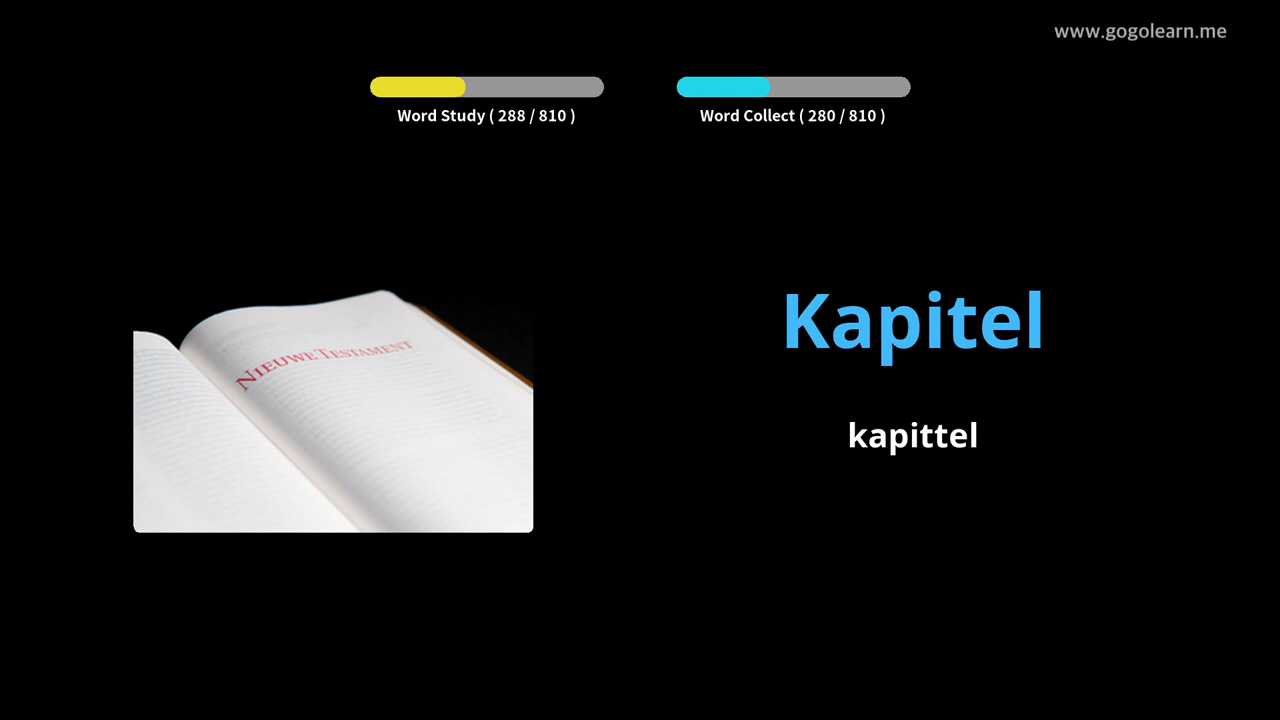 www.gogolearn.me
Word Study ( 288 / 810 )
Word Collect ( 280 / 810 )
NIEUWE TESTAMENT
Kapitel
kapittel